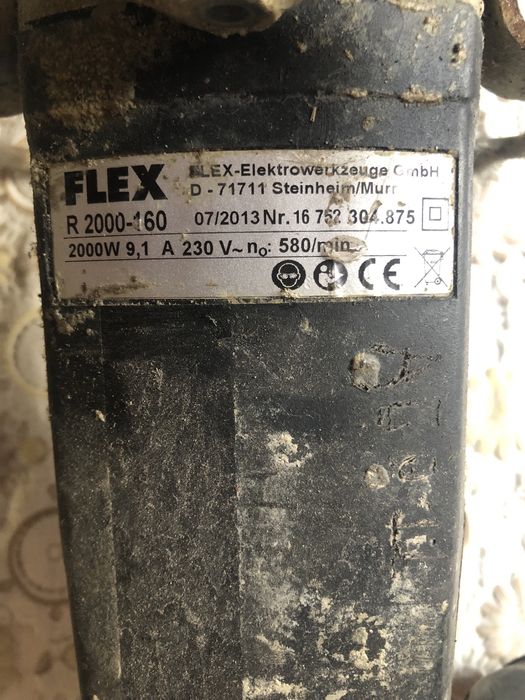 FLEX
FLEX-Elektrowerkzeuge GmbH
D - 71711 Steinheim/Murr
R 2000-160 07/2013 Nr. 16 752 304.875
2000W 9,1 A 230 V~ n₀: 580/min
CE